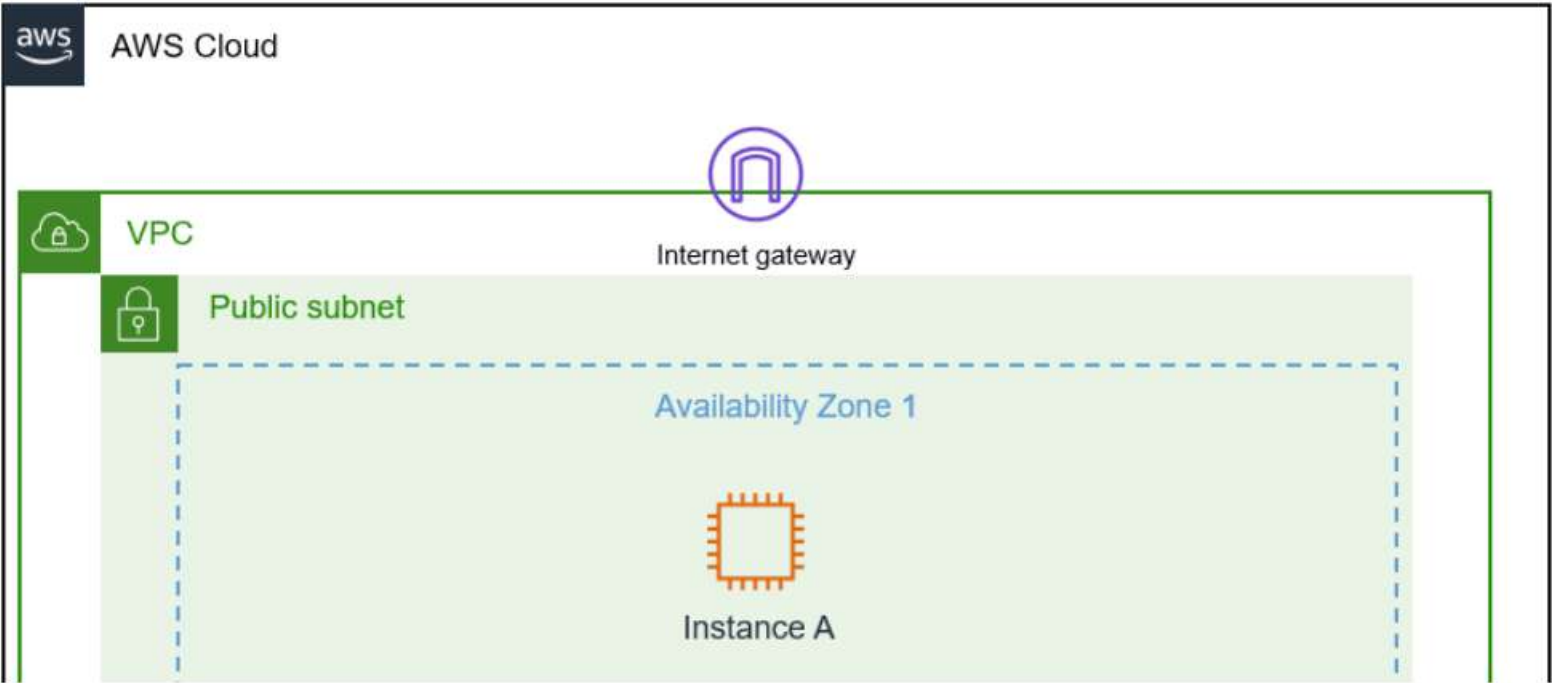 aws
AWS Cloud
VPC
Internet gateway
Public subnet
Availability Zone 1
Instance A